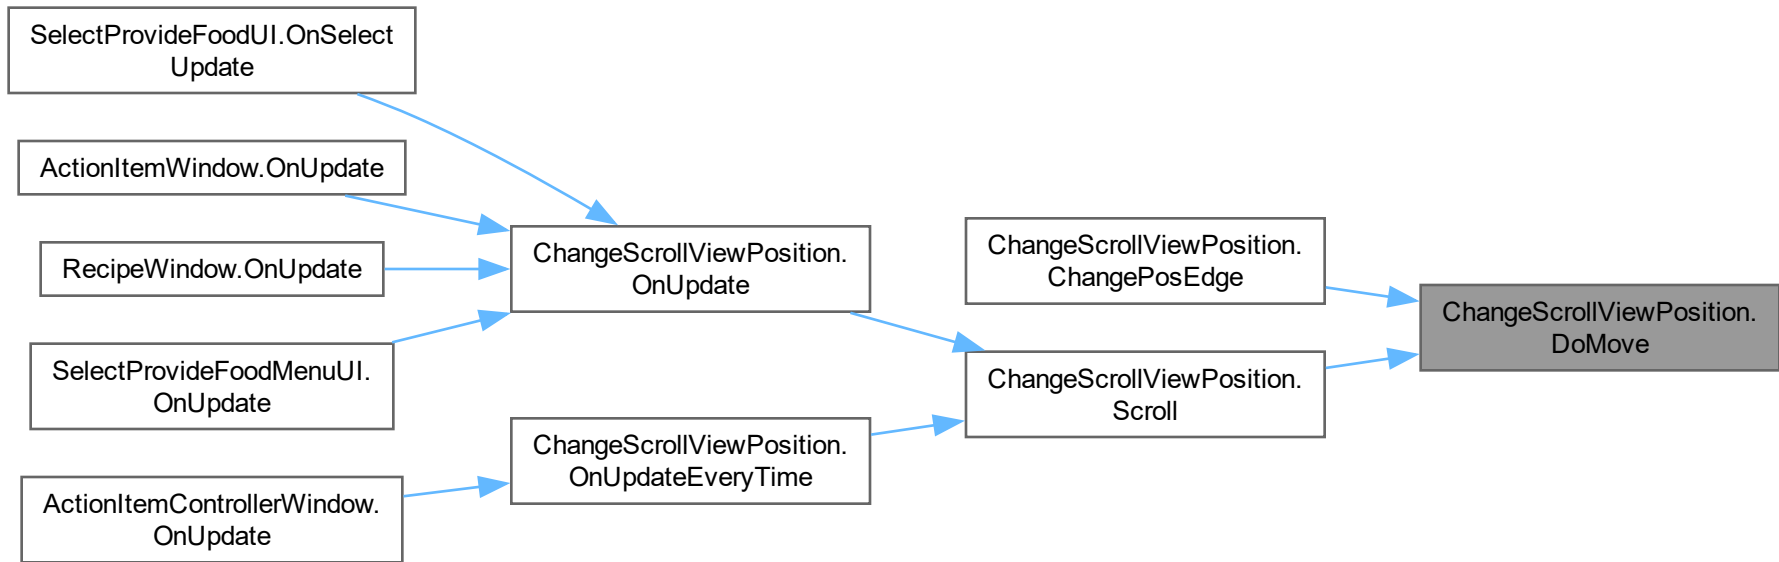 SelectProvideFoodUI.OnSelect
Update
ActionItemWindow.OnUpdate
RecipeWindow.OnUpdate
SelectProvideFoodMenuUI.
OnUpdate
ActionItemControllerWindow.
OnUpdate
ChangeScrollViewPosition.
OnUpdate
ChangeScrollViewPosition.
OnUpdateEveryTime
ChangeScrollViewPosition.
ChangePosEdge
ChangeScrollViewPosition.
Scroll
ChangeScrollViewPosition.
DoMove